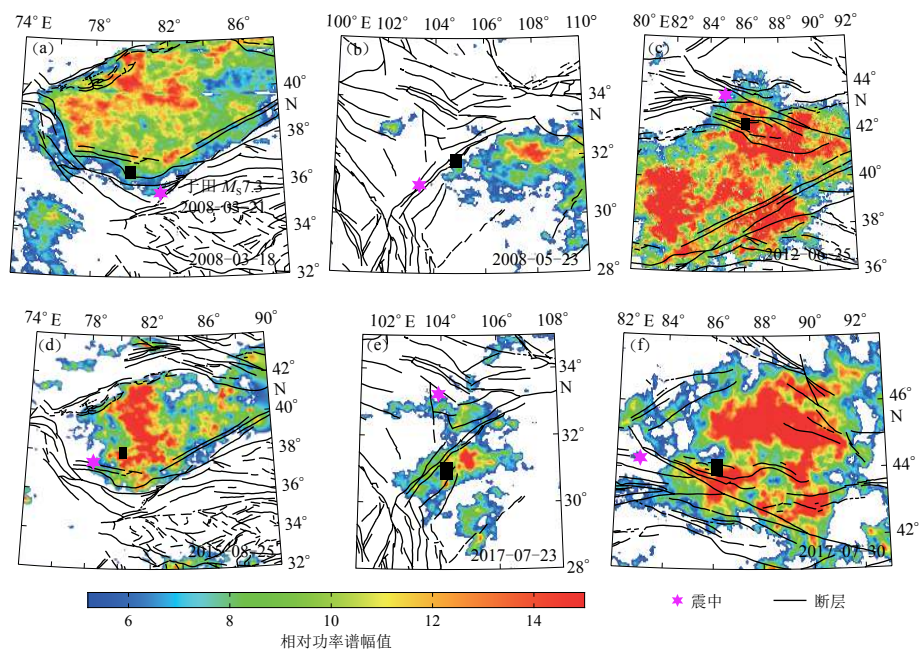 74° E 78° 82° 86°
(a)
40°
N
38°
36°
34°
32°
于田 Ms7.3
2008-03-21
2008-03-18
100° E 102° 104° 106° 110°
(b)
34°
N
32°
30°
28°
2008-05-23
80° E 82° 84° 86° 88° 90° 92°
(c)
44°
N
42°
40°
38°
36°
2012-06-25
74° E 78° 82° 86° 90°
(d)
42°
N
40°
38°
36°
34°
32°
2015-08-25
102° E 104° 106° 108°
(e)
34°
N
32°
30°
28°
2017-07-23
82° E 84° 86° 88° 90° 92°
(f)
46°
N
44°
42°
2017-07-30
6 8 10 12 14
相对功率谱幅值
震中
断层